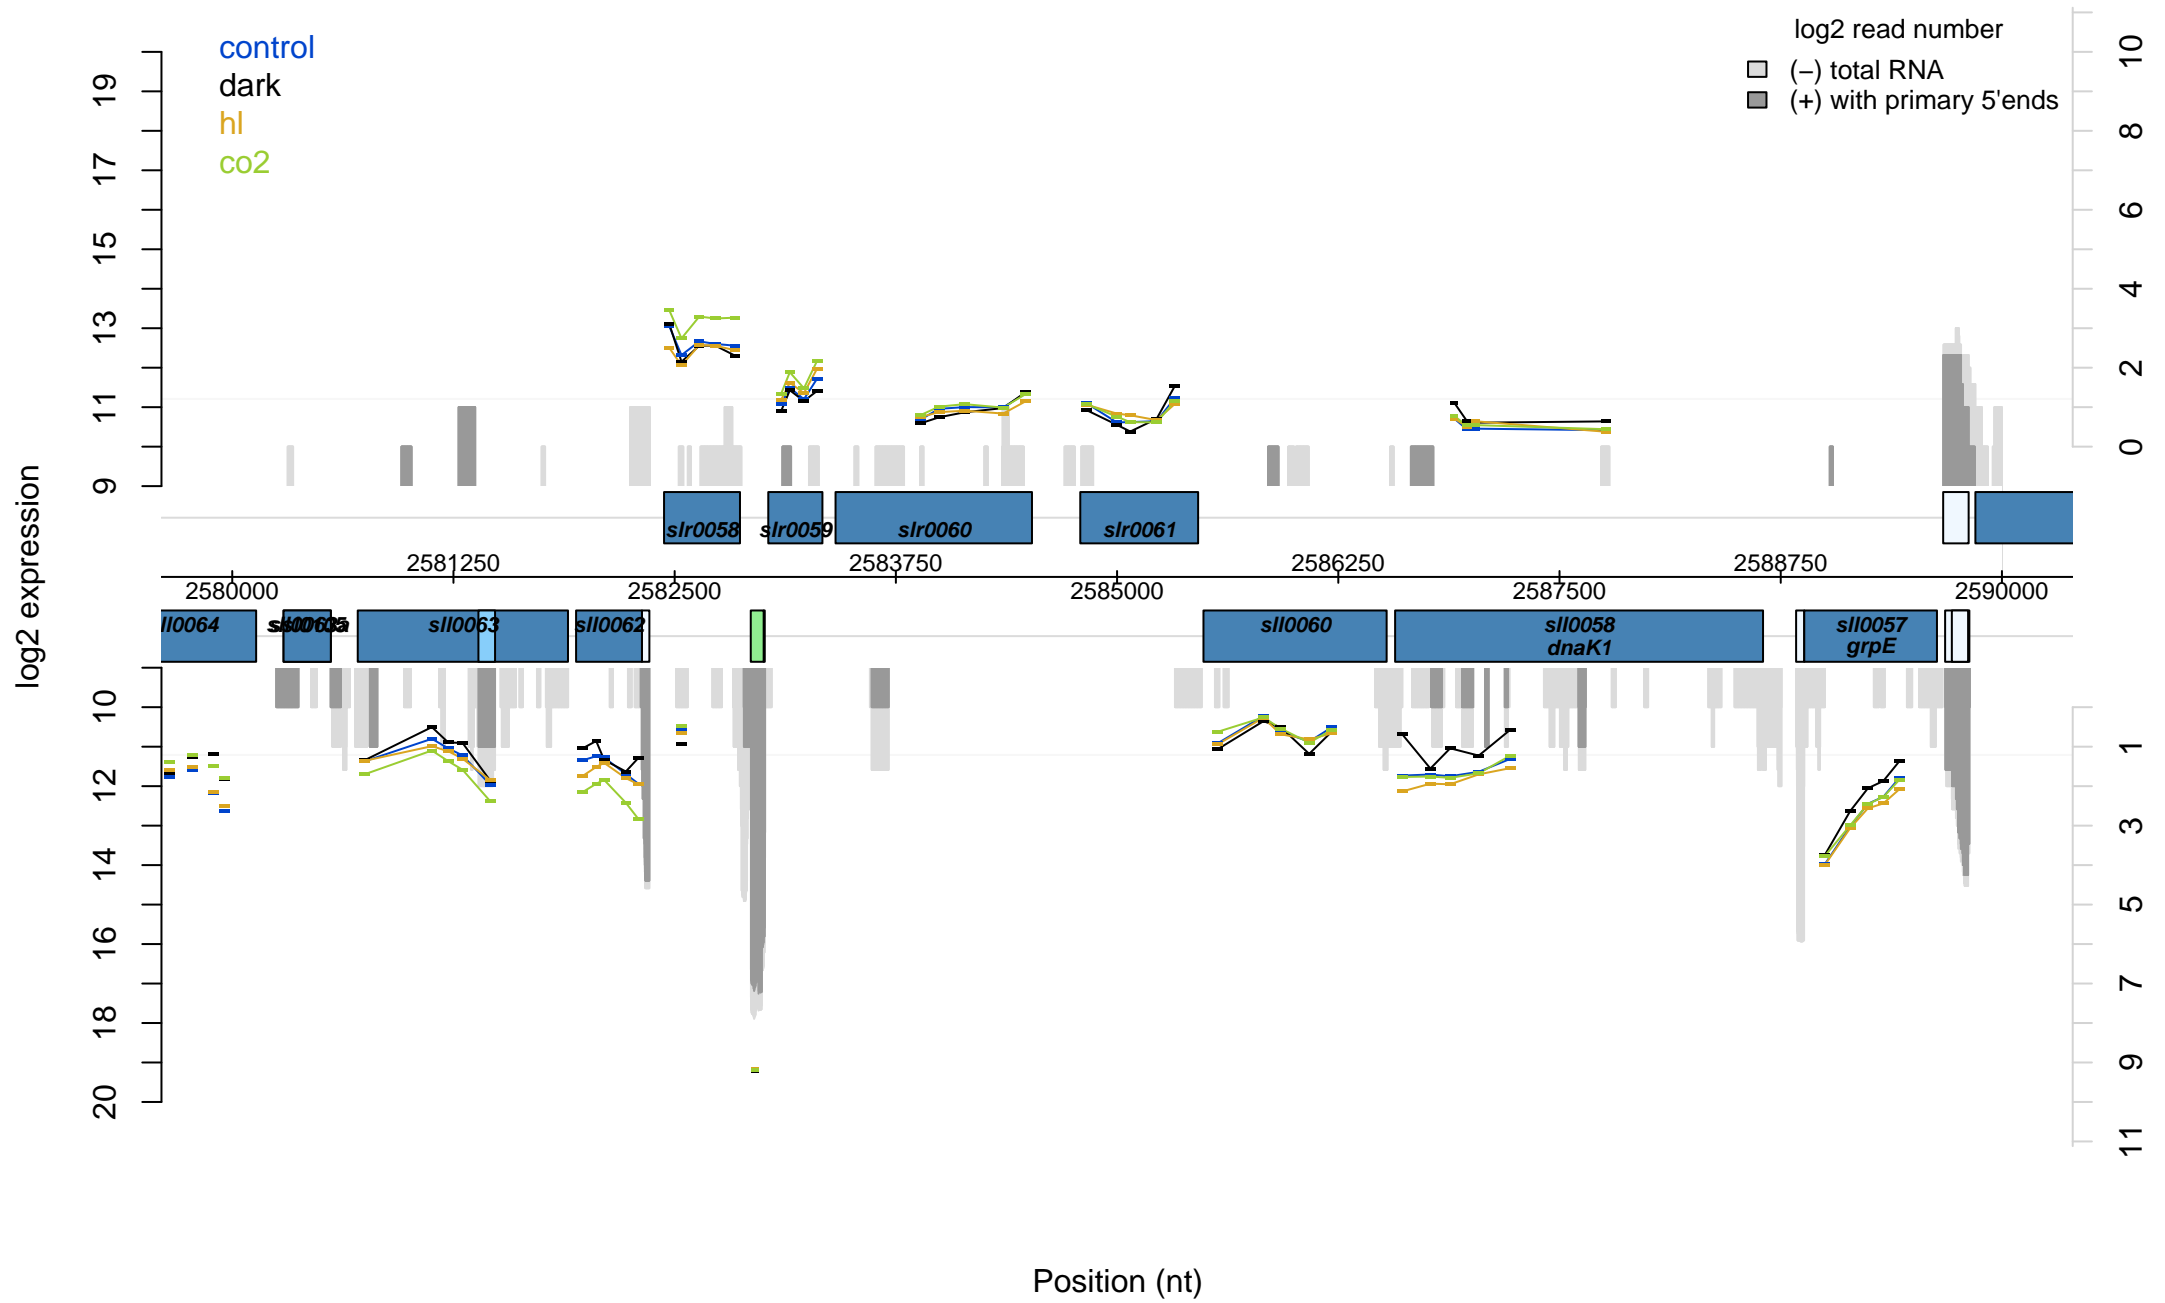 control
dark
hl
co2
log2 read number
(−) total RNA
(+) with primary 5'ends
19
17
15
13
11
9
10
8
6
4
2
0
log2 expression
slr0058
slr0059
slr0060
slr0061
2581250
2583750
2586250
2588750
2580000
2582500
2585000
2587500
2590000
ll0064
sll0063
sll0062
sll0060
sll0058
dnaK1
sll0057
grpE
10
12
14
16
18
20
1
3
5
7
9
11
Position (nt)